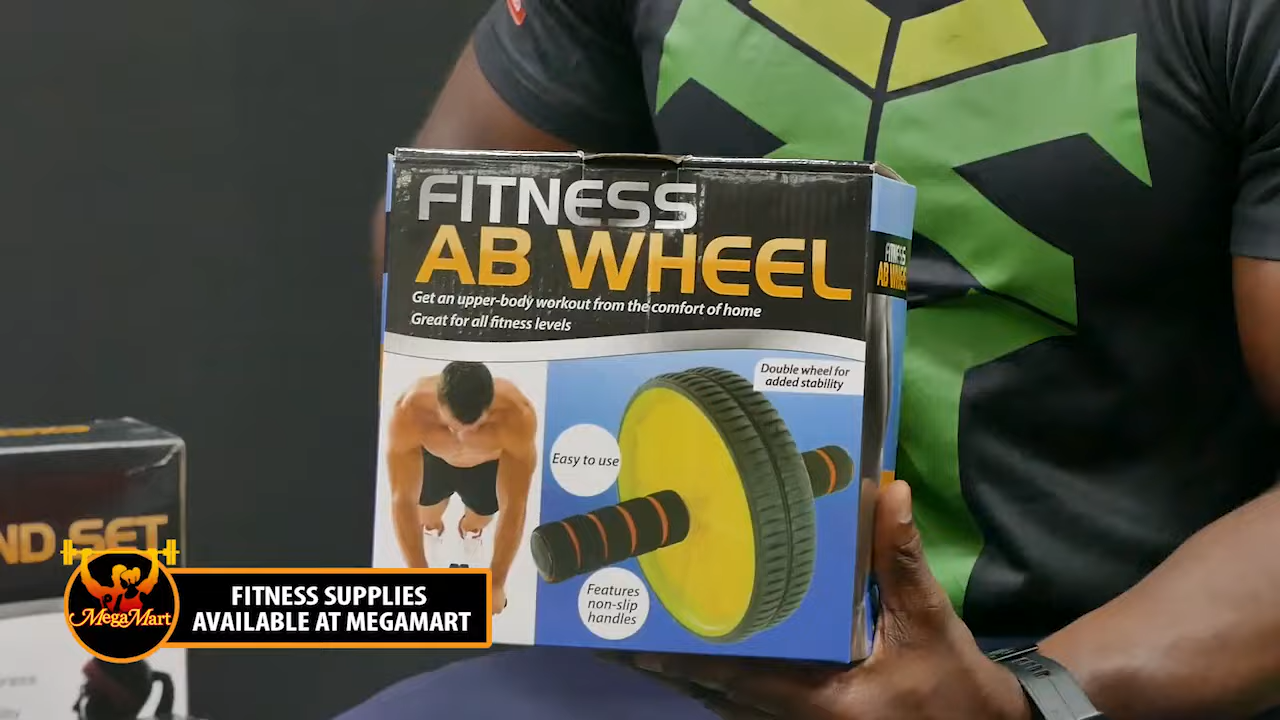 FITNESS
AB WHEEL
Get an upper-body workout from the comfort of home
Great for all fitness levels
Double wheel for
added stability
Easy to use
Features
non-slip
handles
FITNESS
AB WHEEL
ND SET
MegaMart
FITNESS SUPPLIES
AVAILABLE AT MEGAMART